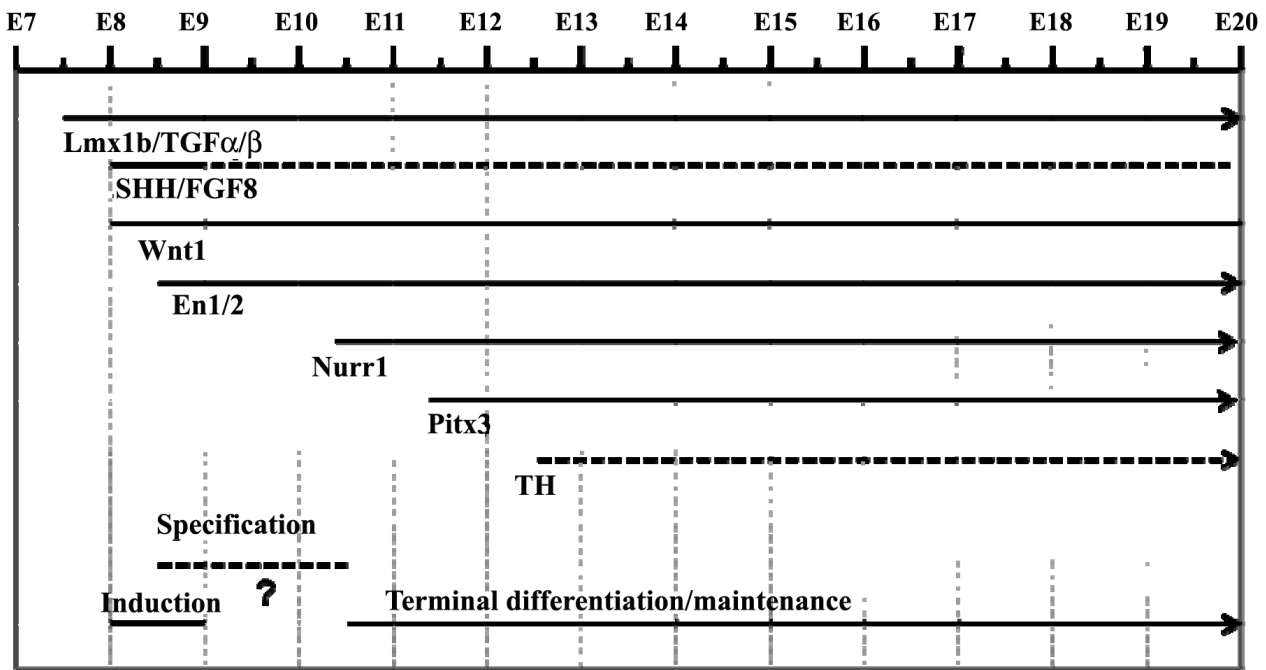 E7 E8 E9 E10 E11 E12 E13 E14 E15 E16 E17 E18 E19 E20
Lmx1b/TGFα/β
SHH/FGF8
Wnt1
En1/2
Nurr1
Pitx3
TH
Specification
?
Induction
Terminal differentiation/maintenance